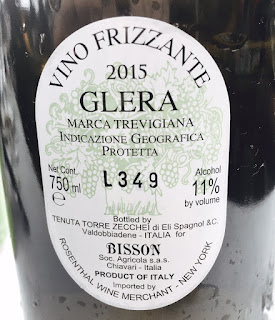 VINO FRIZZANTE
2015
GLERA
MARCA TREVIGIANA
INDICAZIONE GEOGRAFICA
PROTETTA
Net Cont.
750 ml
℮
L349
Alcohol
11%
by volume
Bottled by
TENUTA TORRE ZECCHEI di Eli Spagnol &C.
Valdobbiadene - ITALIA for
BISSON
Soc. Agricola s.a.s.
Chiavari - Italia
PRODUCT OF ITALY
Imported by
ROSENTHAL WINE MERCHANT - NEW YORK